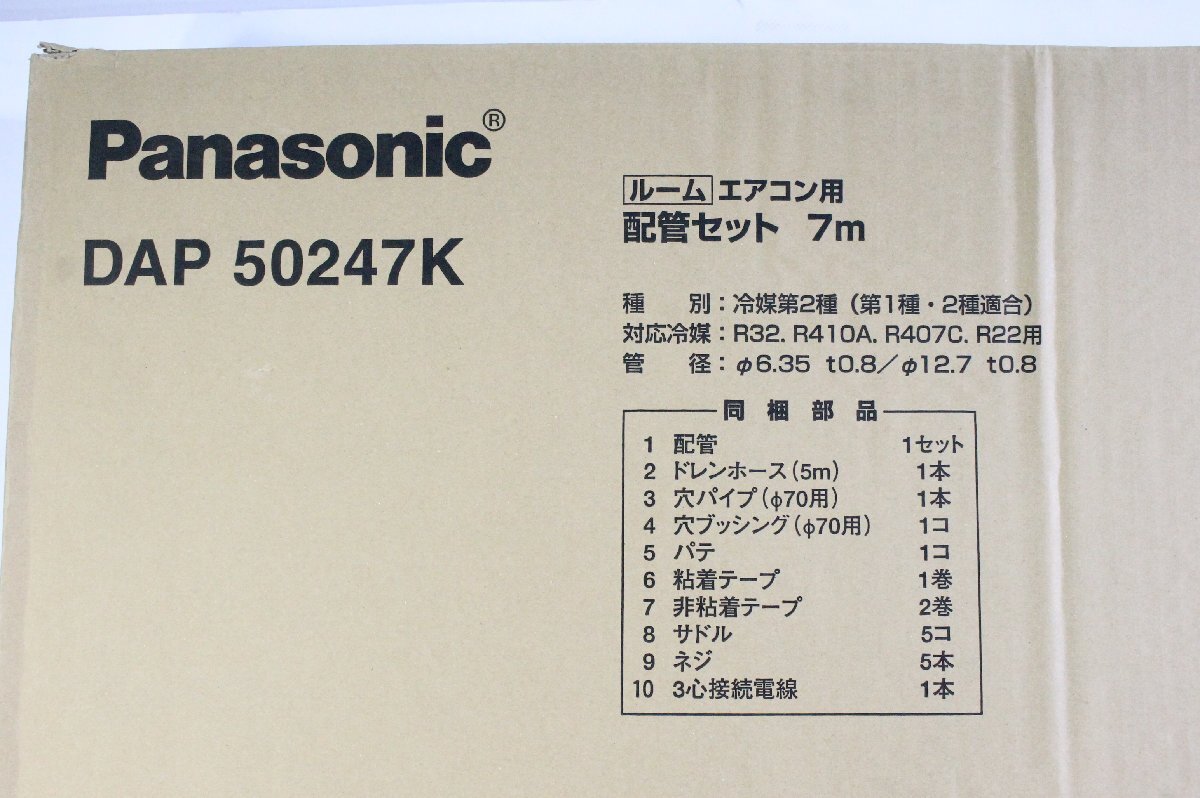 Panasonic®
DAP 50247K
ルーム エアコン用
配管セット 7m
種 別：冷媒第2種（第1種・2種適合）
対応冷媒：R32. R410A. R407C. R22用
管 径：φ6.35 t0.8／φ12.7 t0.8
同梱部品
1 配管 1セット
2 ドレンホース(5m) 1本
3 穴パイプ(φ70用) 1本
4 穴ブッシング(φ70用) 1コ
5 パテ 1コ
6 粘着テープ 1巻
7 非粘着テープ 2巻
8 サドル 5コ
9 ネジ 5本
10 3心接続電線 1本